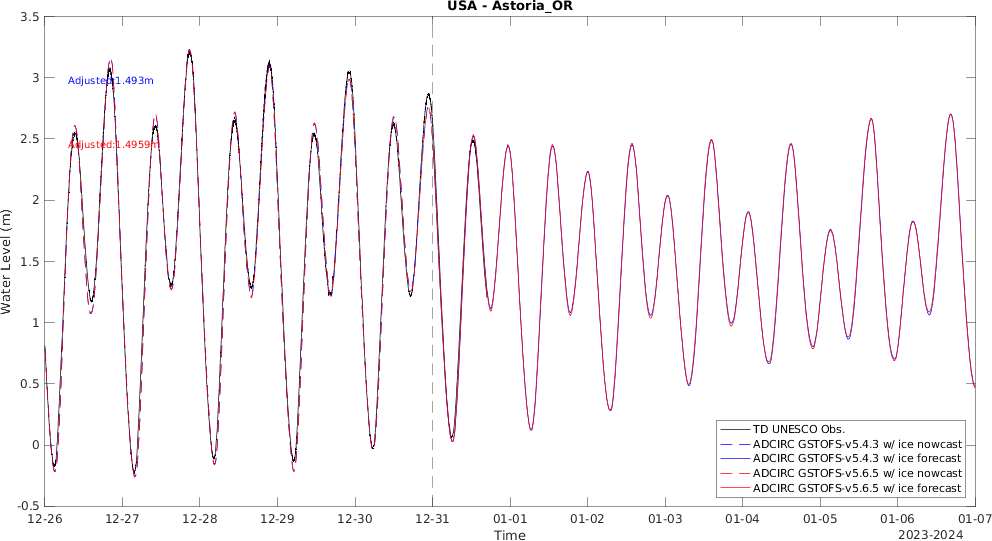 USA - Astoria_OR
3.5
3
2.5
2
1.5
1
0.5
0
-0.5
Water Level (m)
Adjusted:1.493m
Adjusted:1.4959m
TD UNESCO Obs.
ADCIRC GSTOFS-v5.4.3 w/ ice nowcast
ADCIRC GSTOFS-v5.4.3 w/ ice forecast
ADCIRC GSTOFS-v5.6.5 w/ ice nowcast
ADCIRC GSTOFS-v5.6.5 w/ ice forecast
12-26 12-27 12-28 12-29 12-30 12-31 01-01 01-02 01-03 01-04 01-05 01-06 01-07
Time
2023-2024